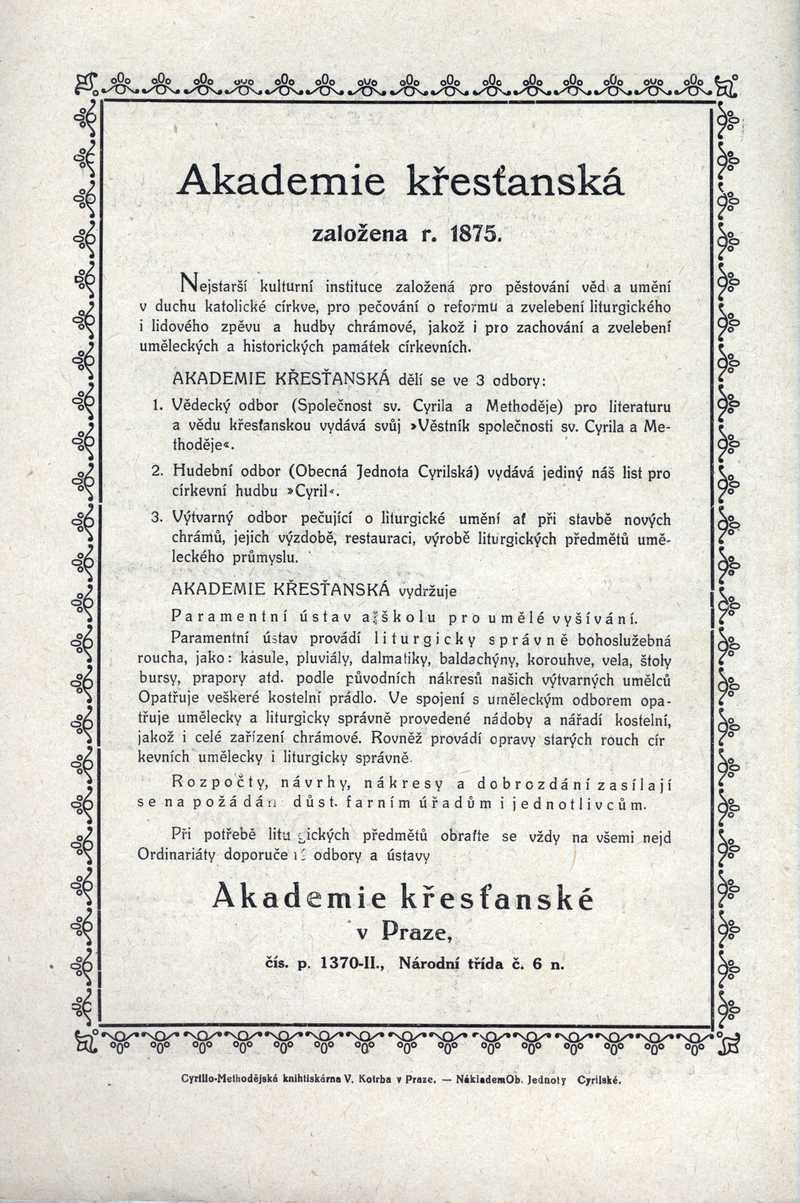 Akademie křesťanská
založena r. 1875.
Nejstarší kulturní instituce založená pro pěstování věd a umění
v duchu katolické církve, pro pečování o reformu a zvelebení liturgického
i lidového zpěvu a hudby chrámové, jakož i pro zachování a zvelebení
uměleckých a historických památek církevních.
AKADEMIE KŘESŤANSKÁ dělí se ve 3 odbory:
1. Vědecký odbor (Společnost sv. Cyrila a Methoděje) pro literaturu
a vědu křesťanskou vydává svůj »Věstník společnosti sv. Cyrila a Me-
thoděje«.
2. Hudební odbor (Obecná Jednota Cyrilská) vydává jediný náš list pro
církevní hudbu »Cyril«.
3. Výtvarný odbor pečující o liturgické umění ať při stavbě nových
chrámů, jejich výzdobě, restauraci, výrobě liturgických předmětů umě-
leckého průmyslu.
AKADEMIE KŘESŤANSKÁ vydržuje
Paramentní ústav a školu pro umělé vyšívání.
Paramentní ústav provádí liturgicky správně bohoslužebná
roucha, jako: kasule, pluviály, dalmatiky, baldachýny, korouhve, vela, štoly
bursy, prapory atd. podle původních nákresů našich výtvarných umělců
Opatřuje veškeré kostelní prádlo. Ve spojení s uměleckým odborem opa-
třuje umělecky a liturgicky správně provedené nádoby a nářadí kostelní,
jakož i celé zařízení chrámové. Rovněž provádí opravy starých rouch cír
kevních umělecky i liturgicky správně.
Rozpočty, návrhy, nákresy a dobrozdání zasílají
se na požádán důst. farním úřadům i jednotlivcům.
Při potřebě litu gických předmětů obraťte se vždy na všemi nejd
Ordinariáty doporuče ní odbory a ústavy
Akademie křesťanské
v Praze,
čís. p. 1370-II., Národní třída č. 6 n.
Cyrillo-Methodějská knihtiskárna V. Kotrba v Praze. — NáklademOb. Jednoty Cyrilské.